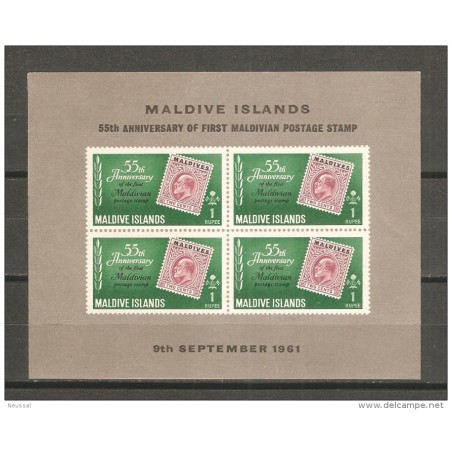 MALDIVE ISLANDS
55th ANNIVERSARY OF FIRST MALDIVIAN POSTAGE STAMP
55th
Anniversary
of the first
Maldivian
postage stamp
MALDIVES
1
RUPEE
MALDIVE ISLANDS
55th
Anniversary
of the first
Maldivian
postage stamp
MALDIVES
1
RUPEE
MALDIVE ISLANDS
55th
Anniversary
of the first
Maldivian
postage stamp
MALDIVES
1
RUPEE
MALDIVE ISLANDS
55th
Anniversary
of the first
Maldivian
postage stamp
MALDIVES
1
RUPEE
MALDIVE ISLANDS
9th SEPTEMBER 1961
Neussal
delcampe.net